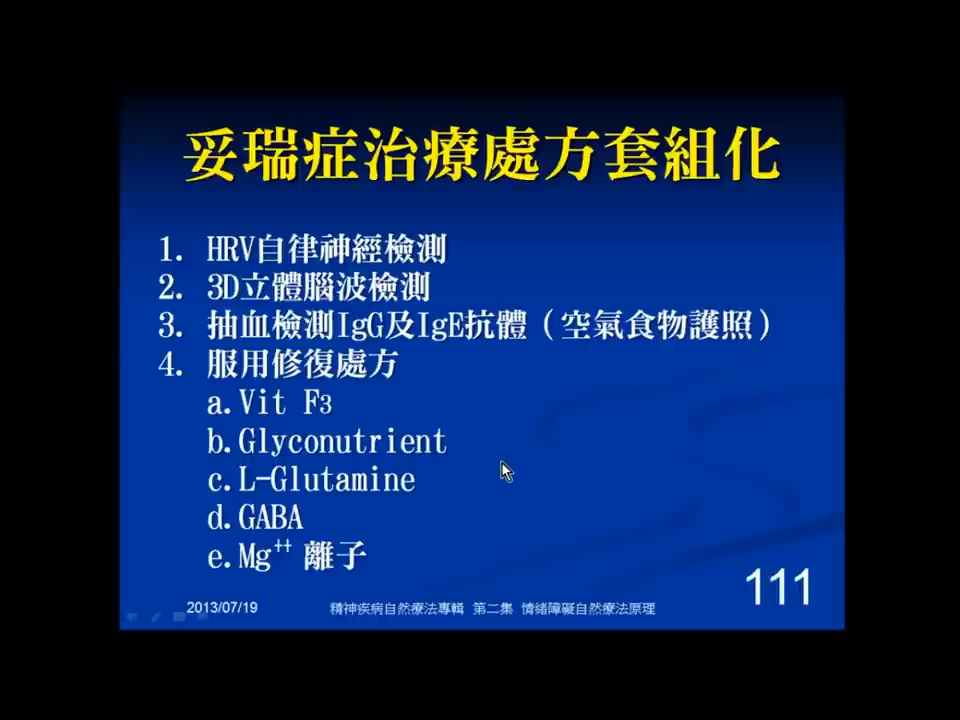 妥瑞症治療處方套組化
1. HRV自律神經檢測
2. 3D立體腦波檢測
3. 抽血檢測IgG及IgE抗體（空氣食物護照）
4. 服用修復處方
a.Vit F3
b.Glyconutrient
c.L-Glutamine
d.GABA
e.Mg⁺⁺ 離子
2013/07/19 精神疾病自然療法專輯 第二集 情緒障礙自然療法原理 111